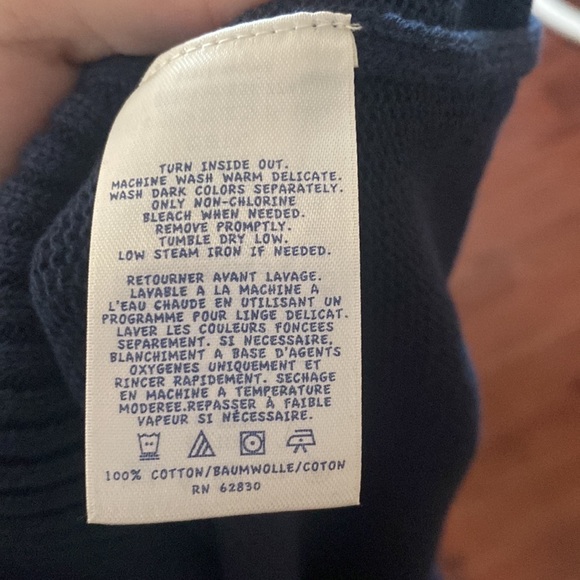 TURN INSIDE OUT.
MACHINE WASH WARM DELICATE.
WASH DARK COLORS SEPARATELY.
ONLY NON-CHLORINE
BLEACH WHEN NEEDED.
REMOVE PROMPTLY.
TUMBLE DRY LOW.
LOW STEAM IRON IF NEEDED.
RETOURNER AVANT LAVAGE.
LAVABLE A LA MACHINE A
L'EAU CHAUDE EN UTILISANT UN
PROGRAMME POUR LINGE DELICAT.
LAVER LES COULEURS FONCEES
SEPAREMENT. SI NECESSAIRE,
BLANCHIMENT A BASE D'AGENTS
OXYGENES UNIQUEMENT ET
RINCER RAPIDEMENT. SECHAGE
EN MACHINE A TEMPERATURE
MODEREE.REPASSER À FAIBLE
VAPEUR SI NÉCESSAIRE.
100% COTTON/BAUMWOLLE/COTON
RN 62830